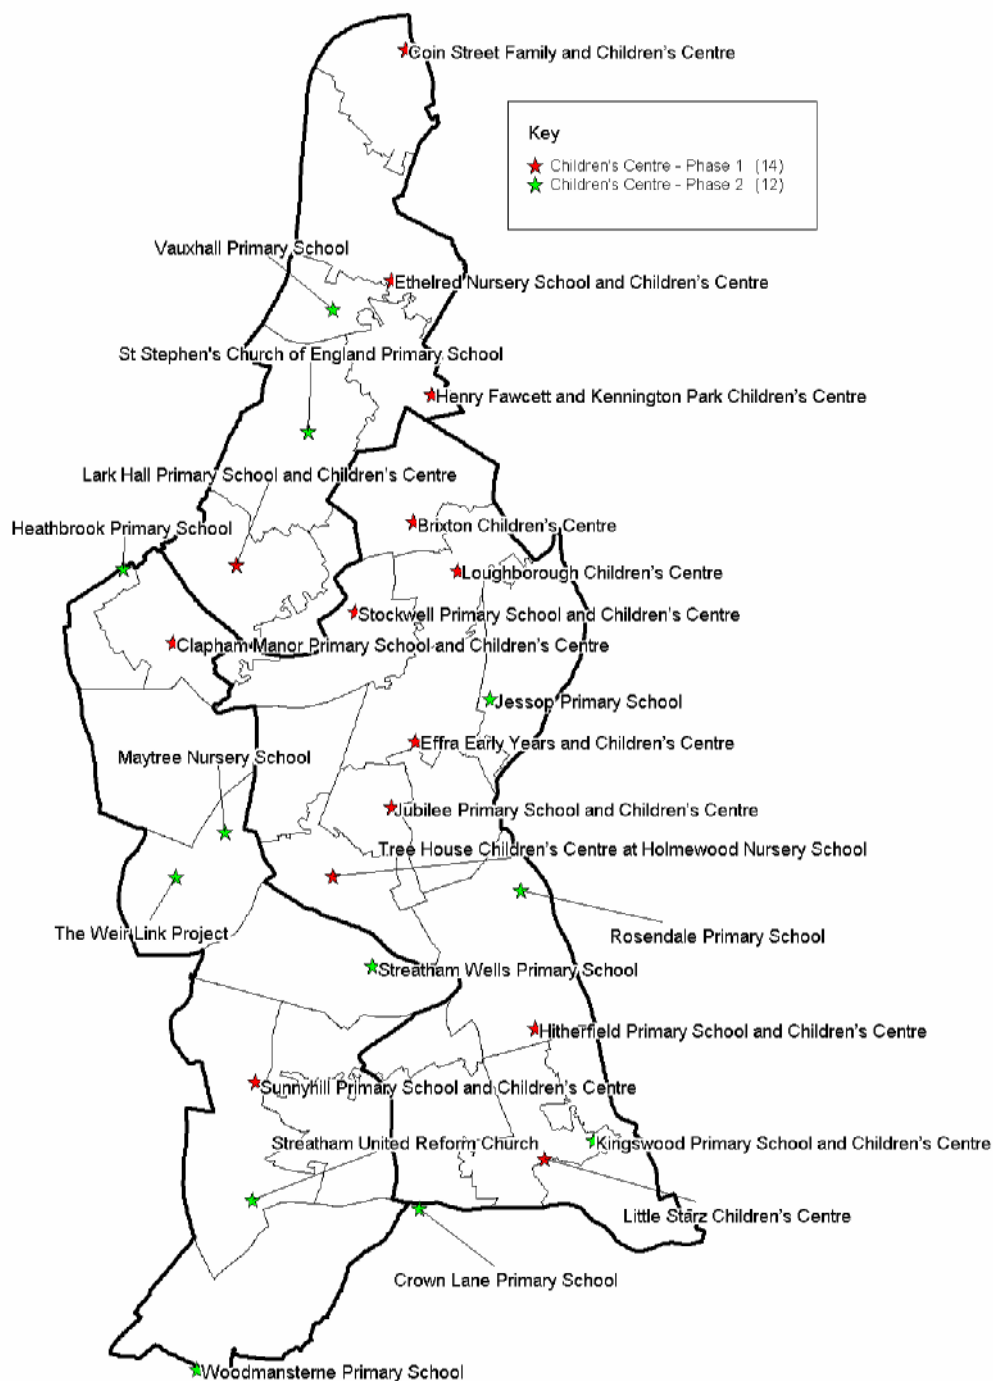 Coin Street Family and Children's Centre
Key
Children's Centre - Phase 1 (14)
Children's Centre - Phase 2 (12)
Vauxhall Primary School
Ethelred Nursery School and Children's Centre
St Stephen's Church of England Primary School
Henry Fawcett and Kennington Park Children's Centre
Lark Hall Primary School and Children's Centre
Heathbrook Primary School
Brixton Children's Centre
Loughborough Children's Centre
Stockwell Primary School and Children's Centre
Clapham Manor Primary School and Children's Centre
Jessop Primary School
Effra Early Years and Children's Centre
Maytree Nursery School
Jubilee Primary School and Children's Centre
Tree House Children's Centre at Holmewood Nursery School
The Weir Link Project
Rosendale Primary School
Streatham Wells Primary School
Hitherfield Primary School and Children's Centre
Sunnyhill Primary School and Children's Centre
Streatham United Reform Church
Kingswood Primary School and Children's Centre
Little Starz Children's Centre
Crown Lane Primary School
Woodmansterne Primary School